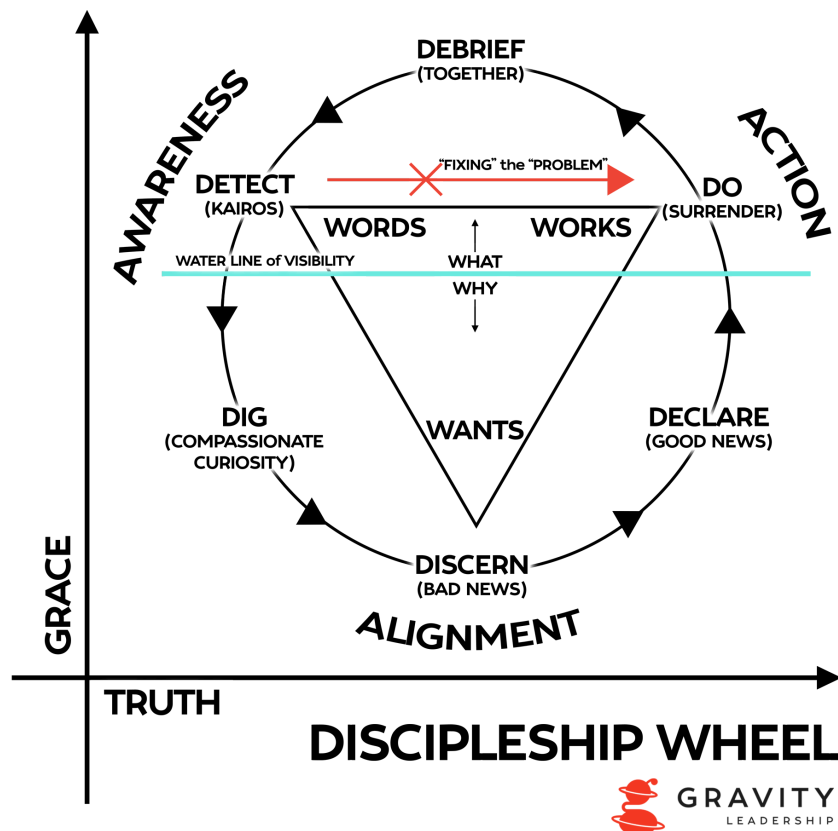 DEBRIEF
(TOGETHER)
AWARENESS
ACTION
"FIXING" the "PROBLEM"
DETECT
(KAIROS)
DO
(SURRENDER)
WORDS
WORKS
WATER LINE of VISIBILITY
WHAT
WHY
DIG
(COMPASSIONATE
CURIOSITY)
WANTS
DECLARE
(GOOD NEWS)
DISCERN
(BAD NEWS)
ALIGNMENT
GRACE
TRUTH
DISCIPLESHIP WHEEL
GRAVITY
LEADERSHIP